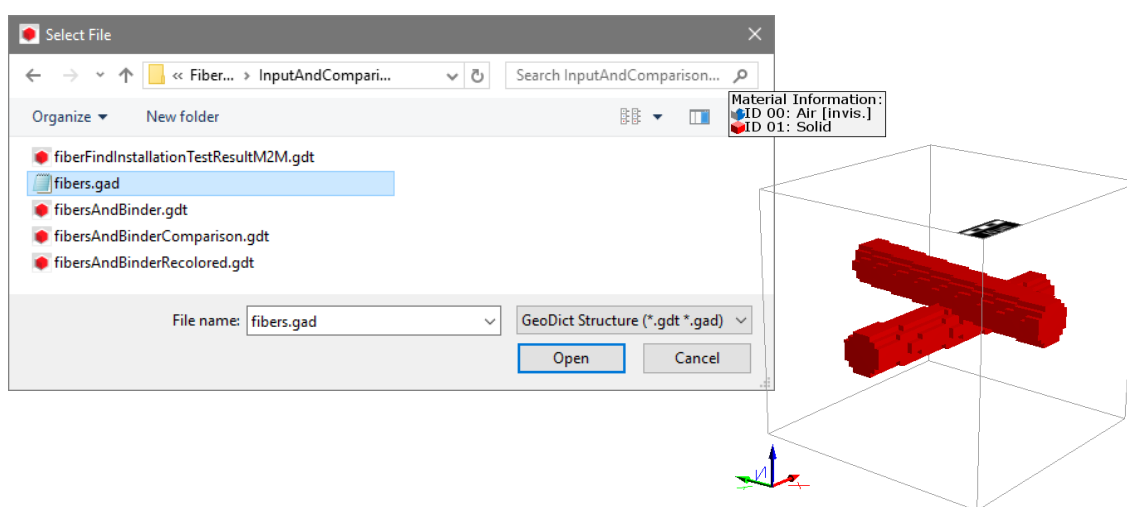 Select File
« Fiber... › InputAndCompari...
Search InputAndComparison...
Organize
New folder
Material Information:
ID 00: Air [invis.]
ID 01: Solid
fiberFindInstallationTestResultM2M.gdt
fibers.gad
fibersAndBinder.gdt
fibersAndBinderComparison.gdt
fibersAndBinderRecolored.gdt
File name:
fibers.gad
GeoDict Structure (*.gdt *.gad)
Open
Cancel